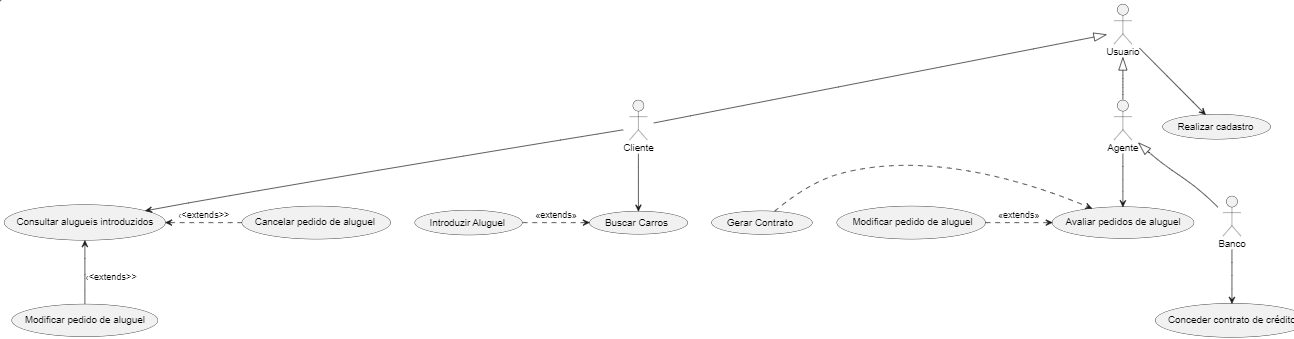 Usuario
Realizar cadastro
Cliente
Agente
Consultar alugueis introduzidos
<<extends>>
Cancelar pedido de aluguel
Introduzir Aluguel
«extends»
Buscar Carros
Gerar Contrato
Modificar pedido de aluguel
«extends»
Avaliar pedidos de aluguel
Banco
<<extends>>
Modificar pedido de aluguel
Conceder contrato de crédito